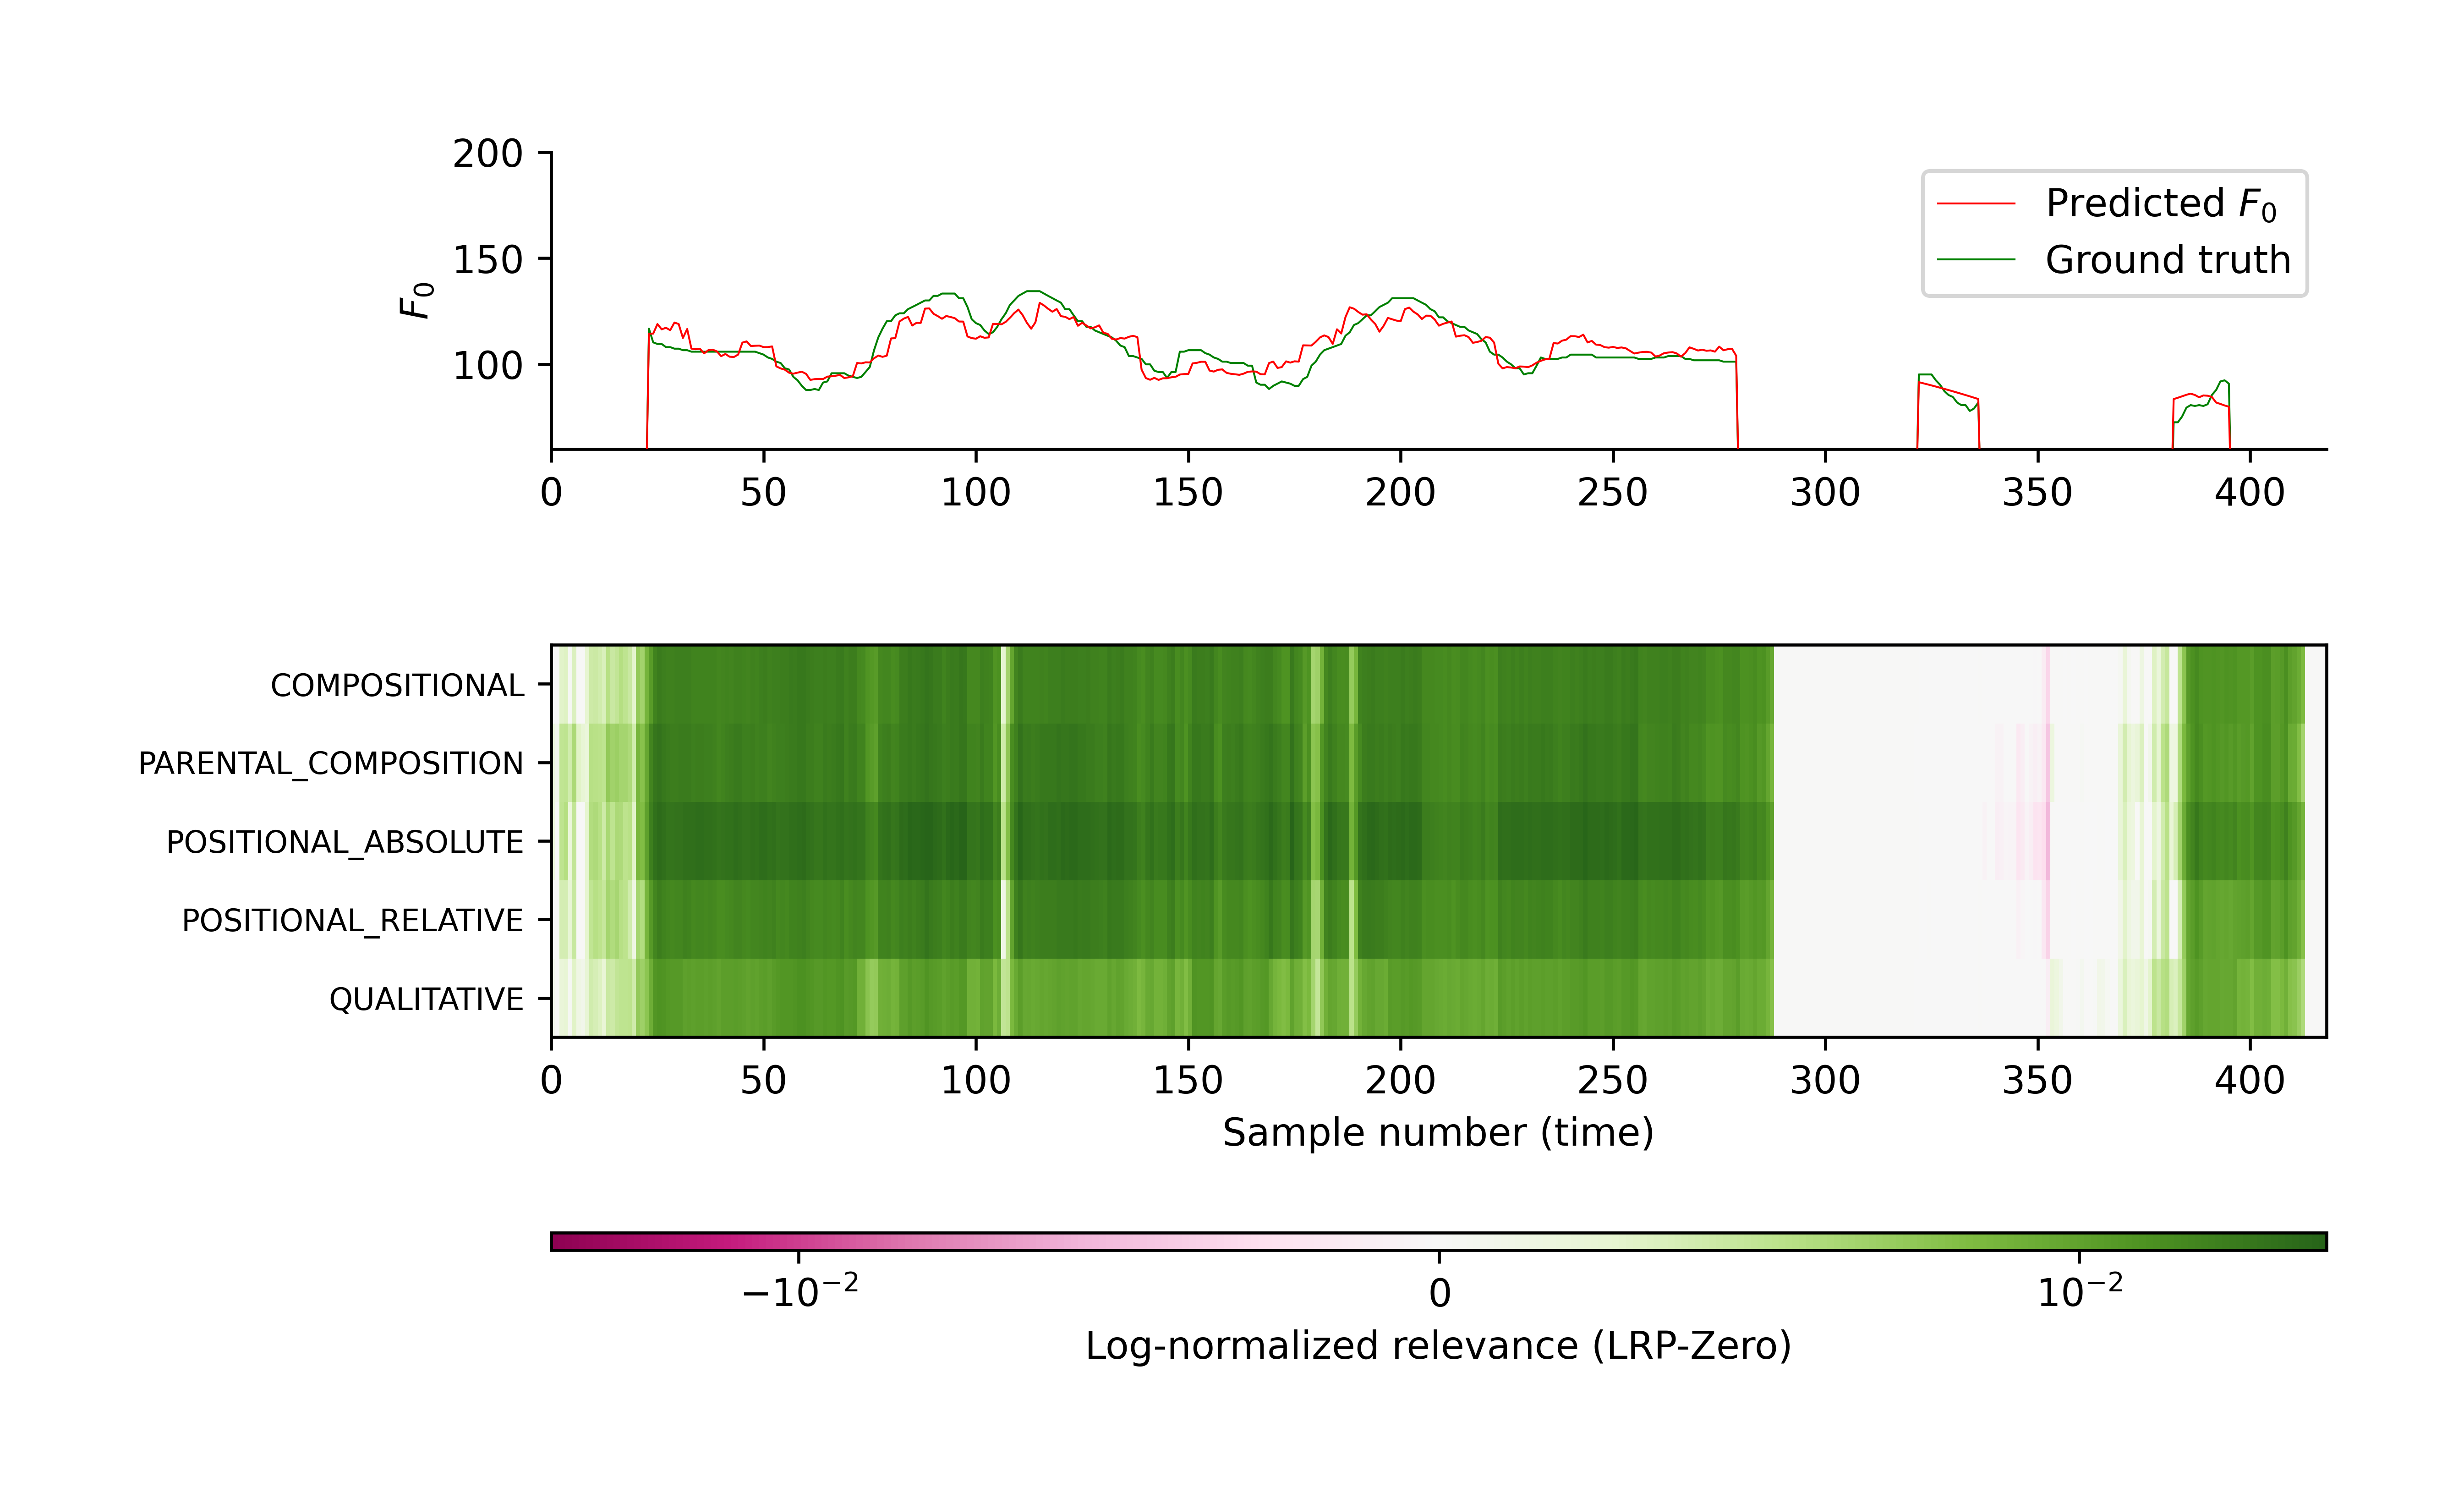 200
150
100
F₀
Predicted F₀
Ground truth
0 50 100 150 200 250 300 350 400
COMPOSITIONAL
PARENTAL_COMPOSITION
POSITIONAL_ABSOLUTE
POSITIONAL_RELATIVE
QUALITATIVE
0 50 100 150 200 250 300 350 400
Sample number (time)
−10⁻² 0 10⁻²
Log-normalized relevance (LRP-Zero)